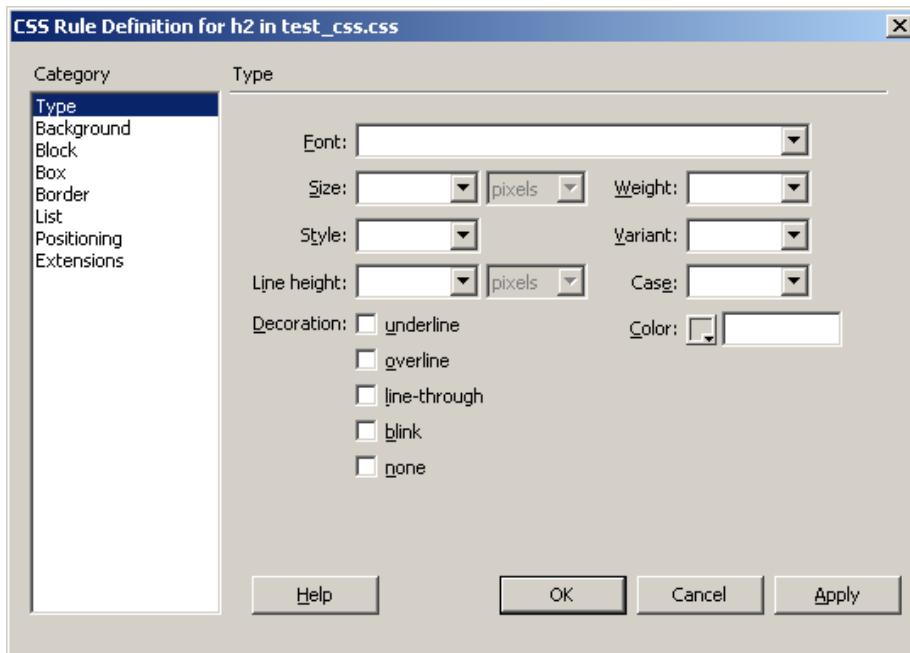 CSS Rule Definition for h2 in test_css.css
Category
Type
Background
Block
Box
Border
List
Positioning
Extensions
Type
Font:
Size: pixels Weight:
Style: Variant:
Line height: pixels Case:
Decoration: underline Color:
overline
line-through
blink
none
Help OK Cancel Apply